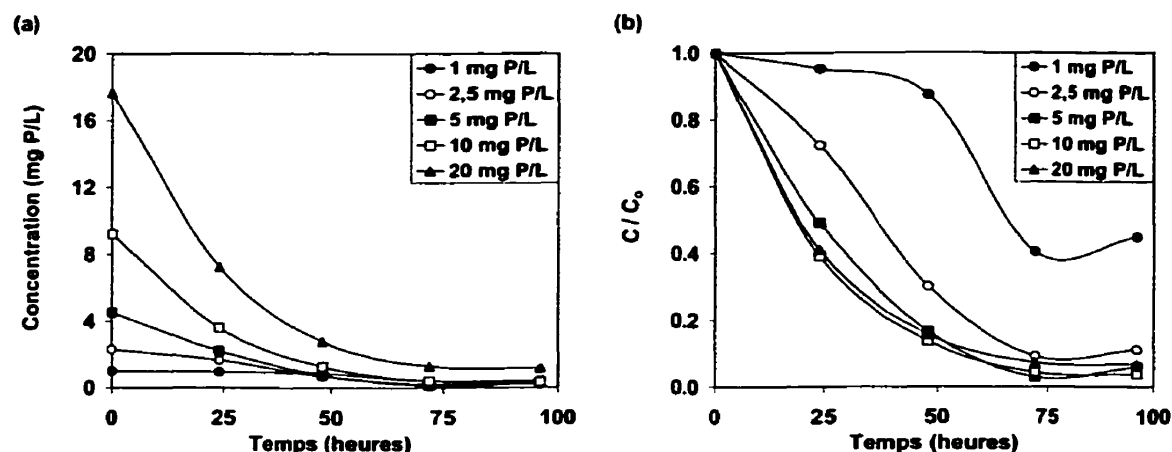 (a)
20
16
12
8
4
0
Concentration (mg P/L)
0
25
50
75
100
Temps (heures)
1 mg P/L
2,5 mg P/L
5 mg P/L
10 mg P/L
20 mg P/L
(b)
1.0
0.8
0.6
0.4
0.2
0.0
C / Co
0
25
50
75
100
Temps (heures)
1 mg P/L
2,5 mg P/L
5 mg P/L
10 mg P/L
20 mg P/L